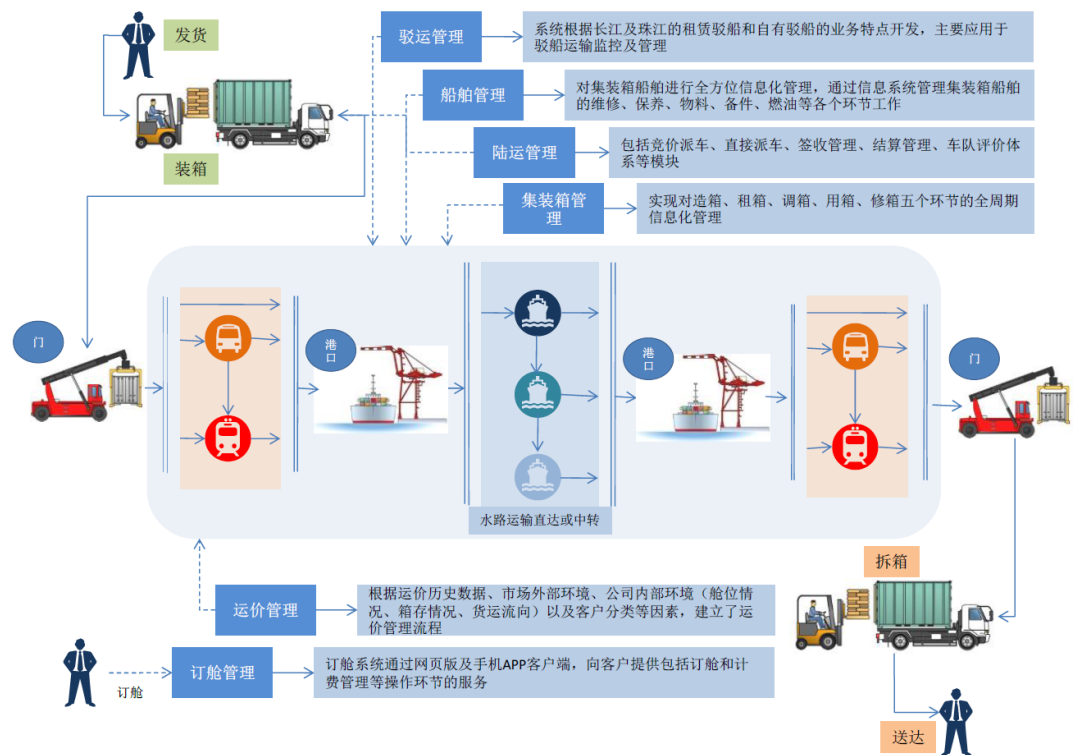 发货
装箱
驳运管理
系统根据长江及珠江的租赁驳船和自有驳船的业务特点开发，主要应用于
驳船运输监控及管理
船舶管理
对集装箱船舶进行全方位信息化管理，通过信息系统管理集装箱船舶
的维修、保养、物料、备件、燃油等各个环节工作
陆运管理
包括竞价派车、直接派车、签收管理、结算管理、车队评价体
系等模块
集装箱管
理
实现对造箱、租箱、调箱、用箱、修箱五个环节的全周期
信息化管理
门
港
口
港
口
门
水路运输直达或中转
拆箱
运价管理
根据运价历史数据、市场外部环境、公司内部环境（舱位情
况、箱存情况、货运流向）以及客户分类等因素，建立了运
价管理流程
订舱
订舱管理
订舱系统通过网页版及手机APP客户端，向客户提供包括订舱和计
费管理等操作环节的服务
送达